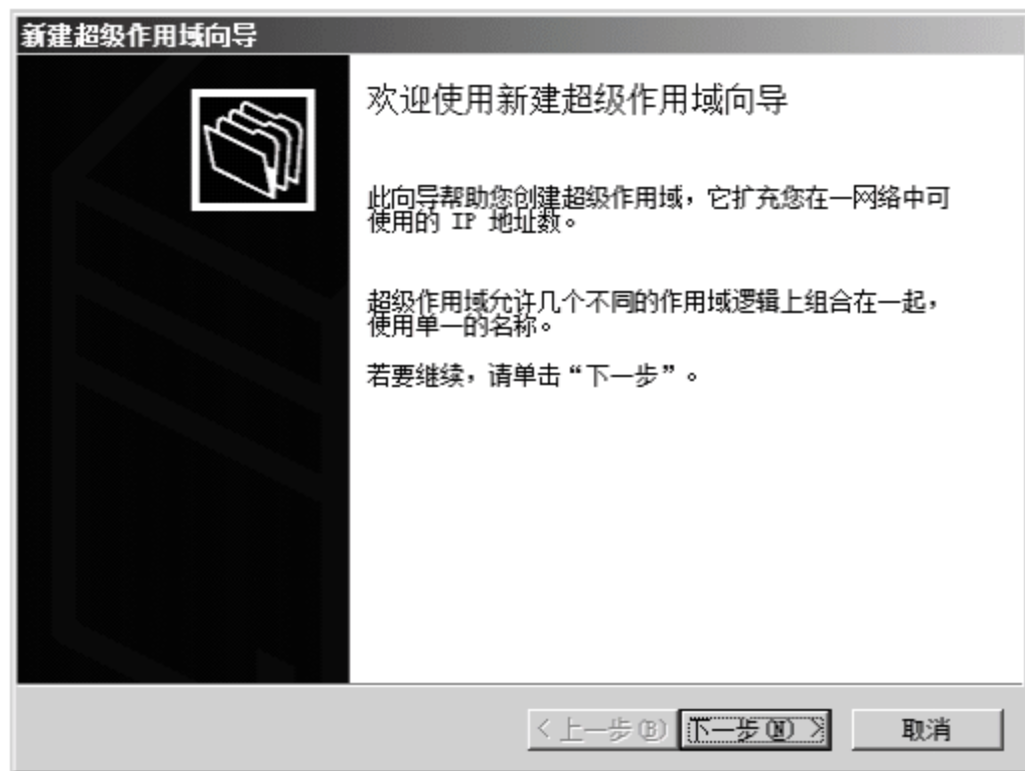 新建超级作用域向导
欢迎使用新建超级作用域向导
此向导帮助您创建超级作用域，它扩充您在一网络中可
使用的 IP 地址数。
超级作用域允许几个不同的作用域逻辑上组合在一起，
使用单一的名称。
若要继续，请单击“下一步”。
< 上一步(B)
下一步(N) >
取消